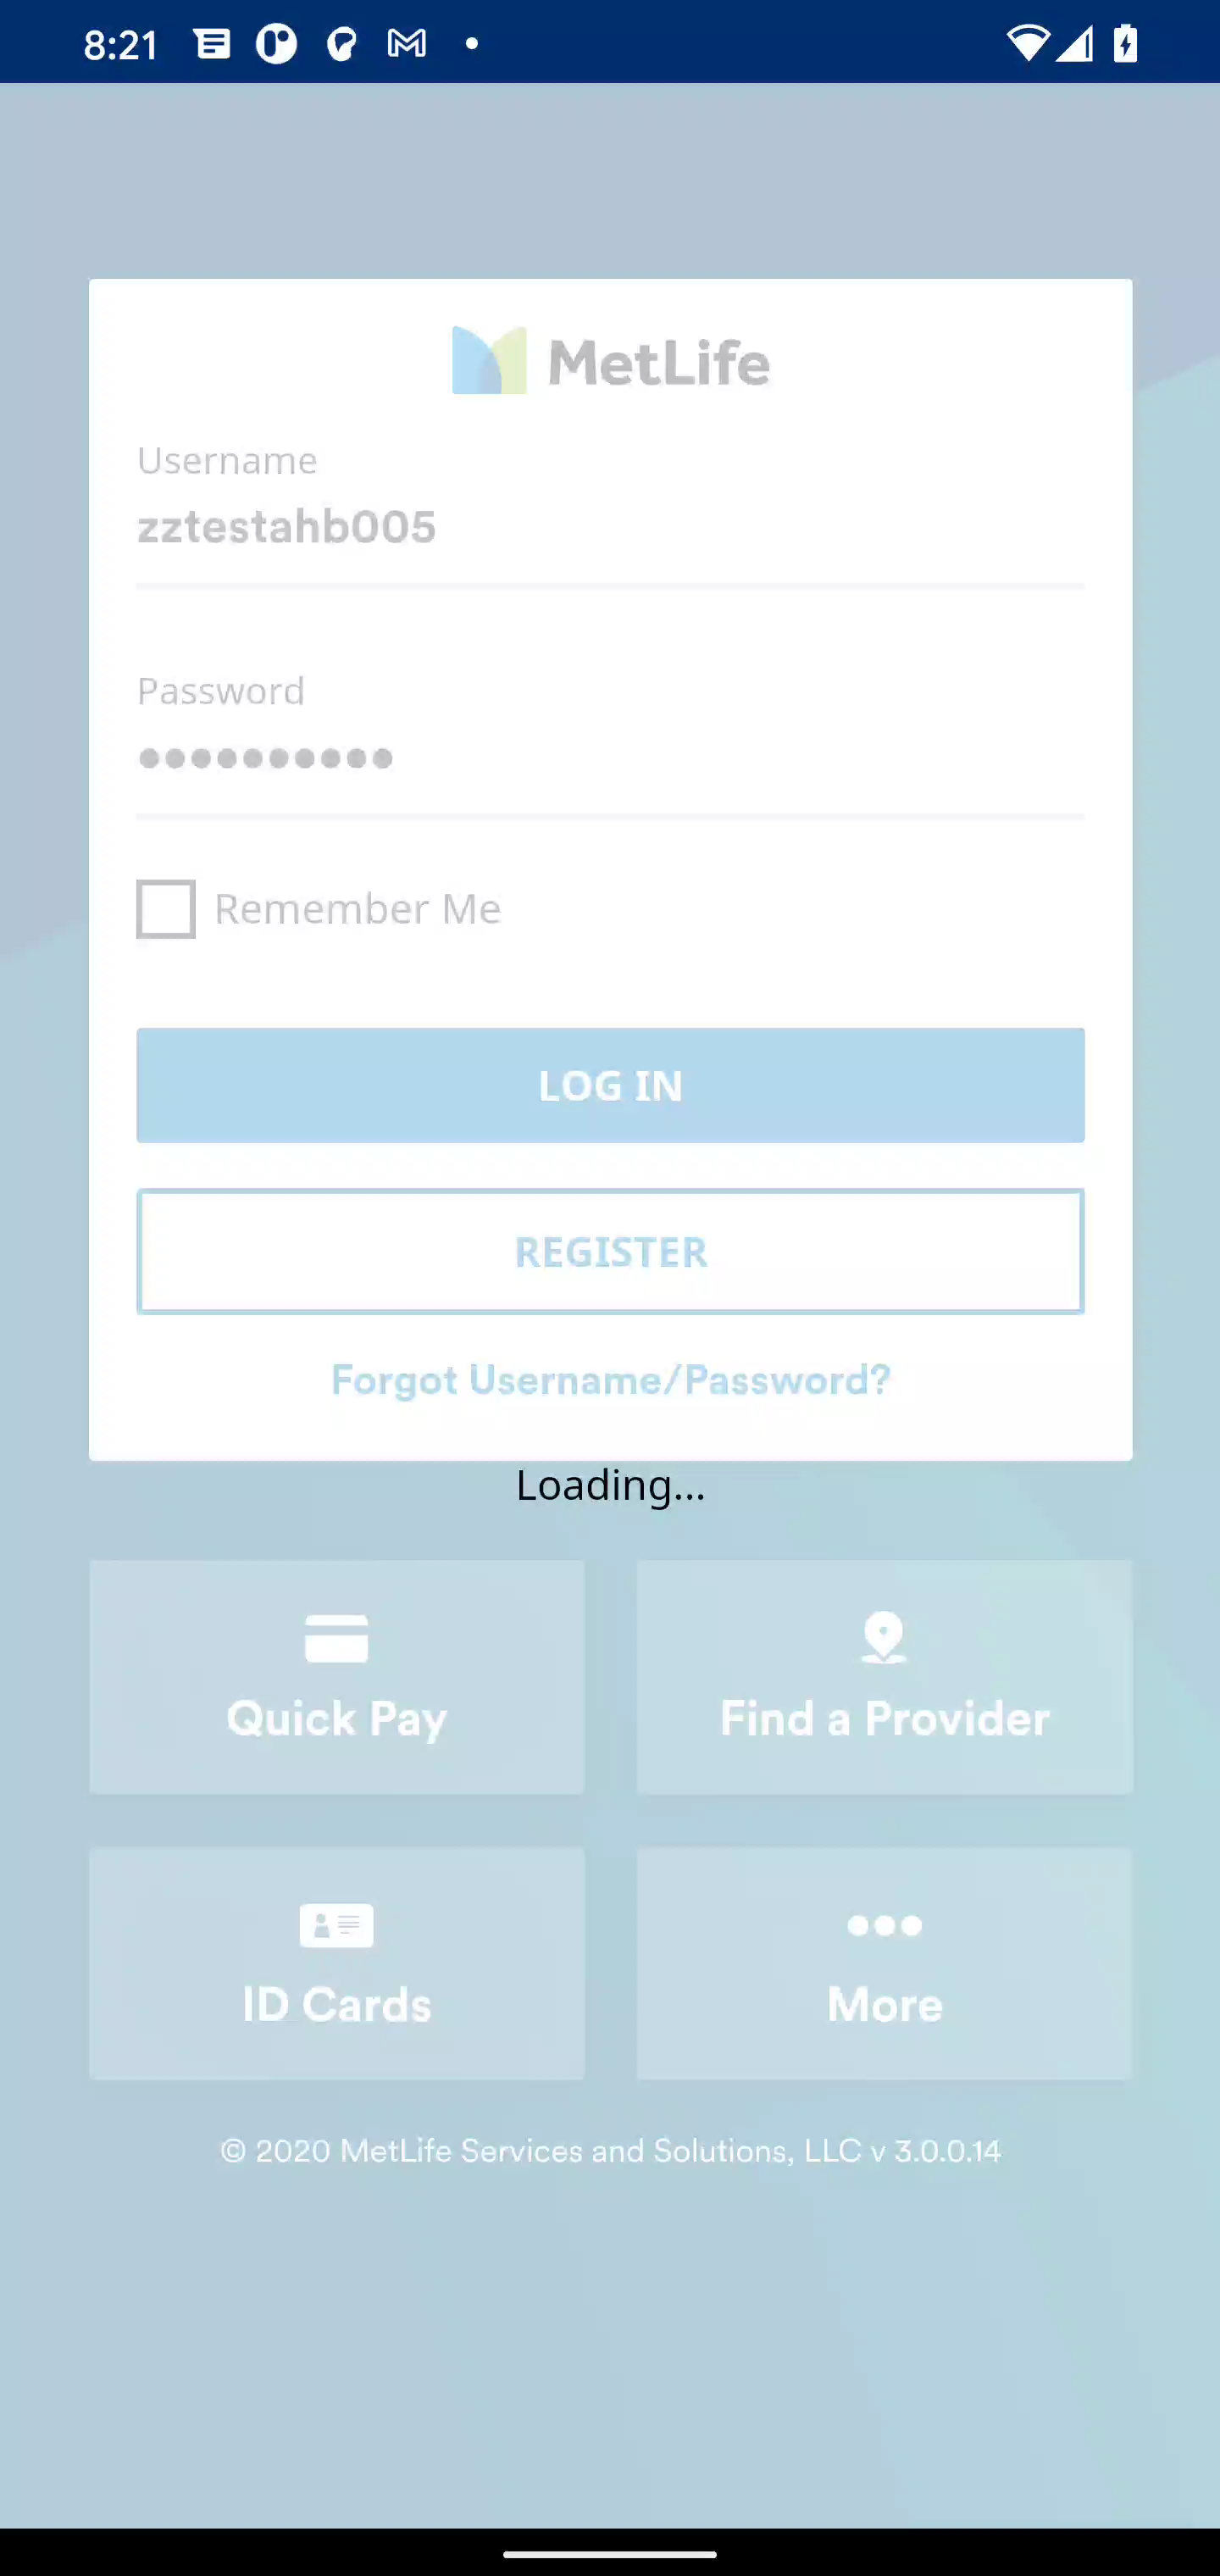 8:21
MetLife
Username
zztestahb005
Password
••••••••••
Remember Me
LOG IN
REGISTER
Forgot Username/Password?
Loading...
Quick Pay
Find a Provider
ID Cards
More
© 2020 MetLife Services and Solutions, LLC v 3.0.0.14